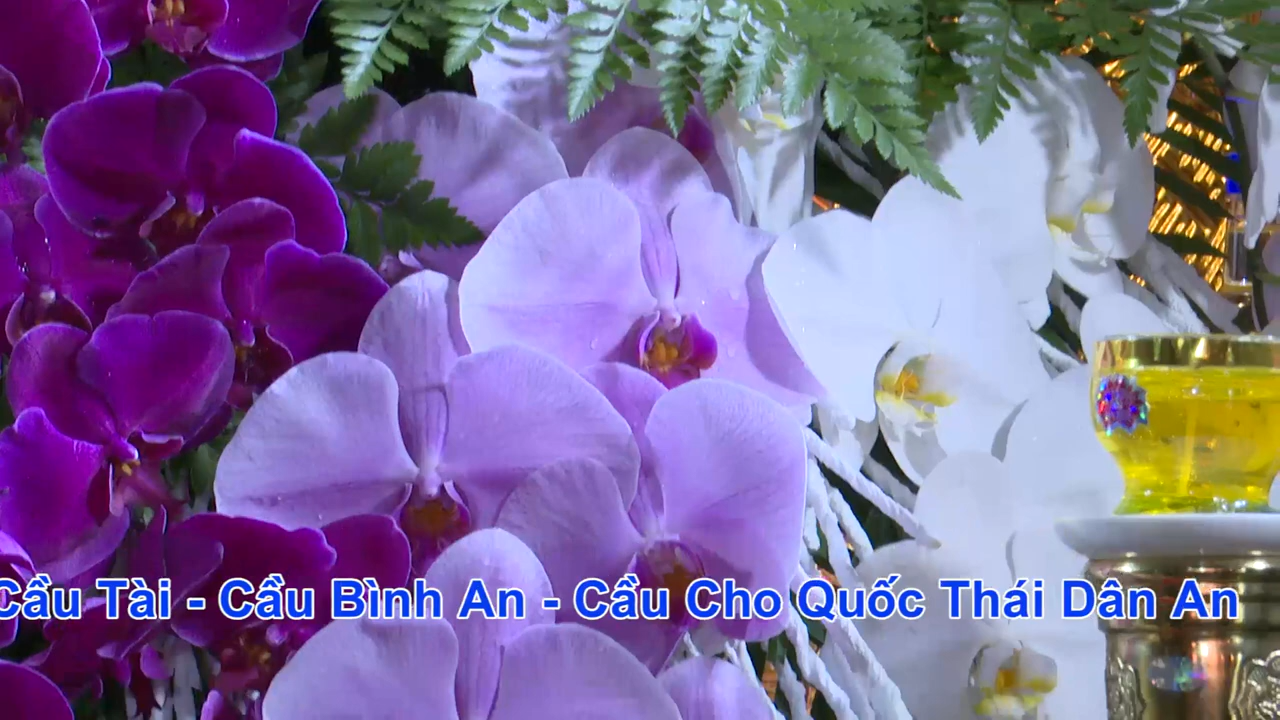 Cầu Tài - Cầu Bình An - Cầu Cho Quốc Thái Dân An